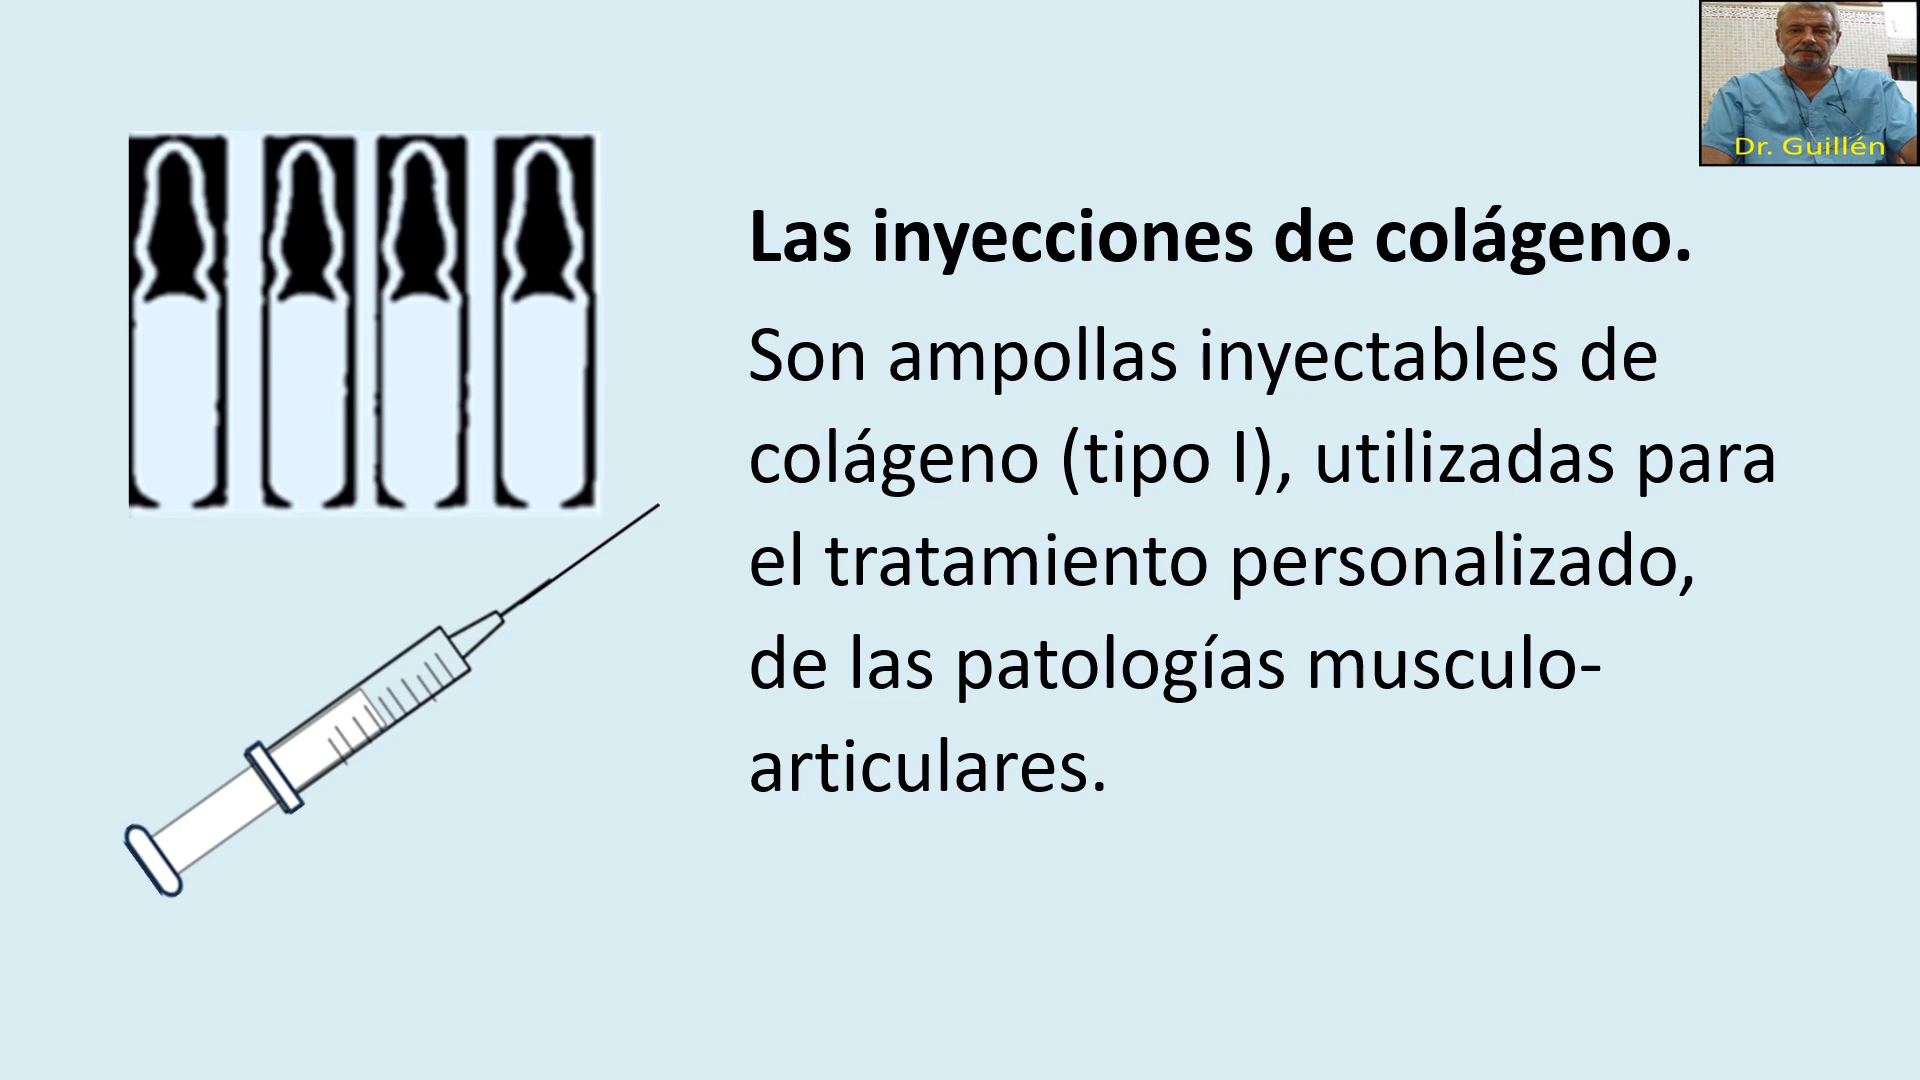 Dr. Guillén
Las inyecciones de colágeno.
Son ampollas inyectables de
colágeno (tipo I), utilizadas para
el tratamiento personalizado,
de las patologías musculo-
articulares.